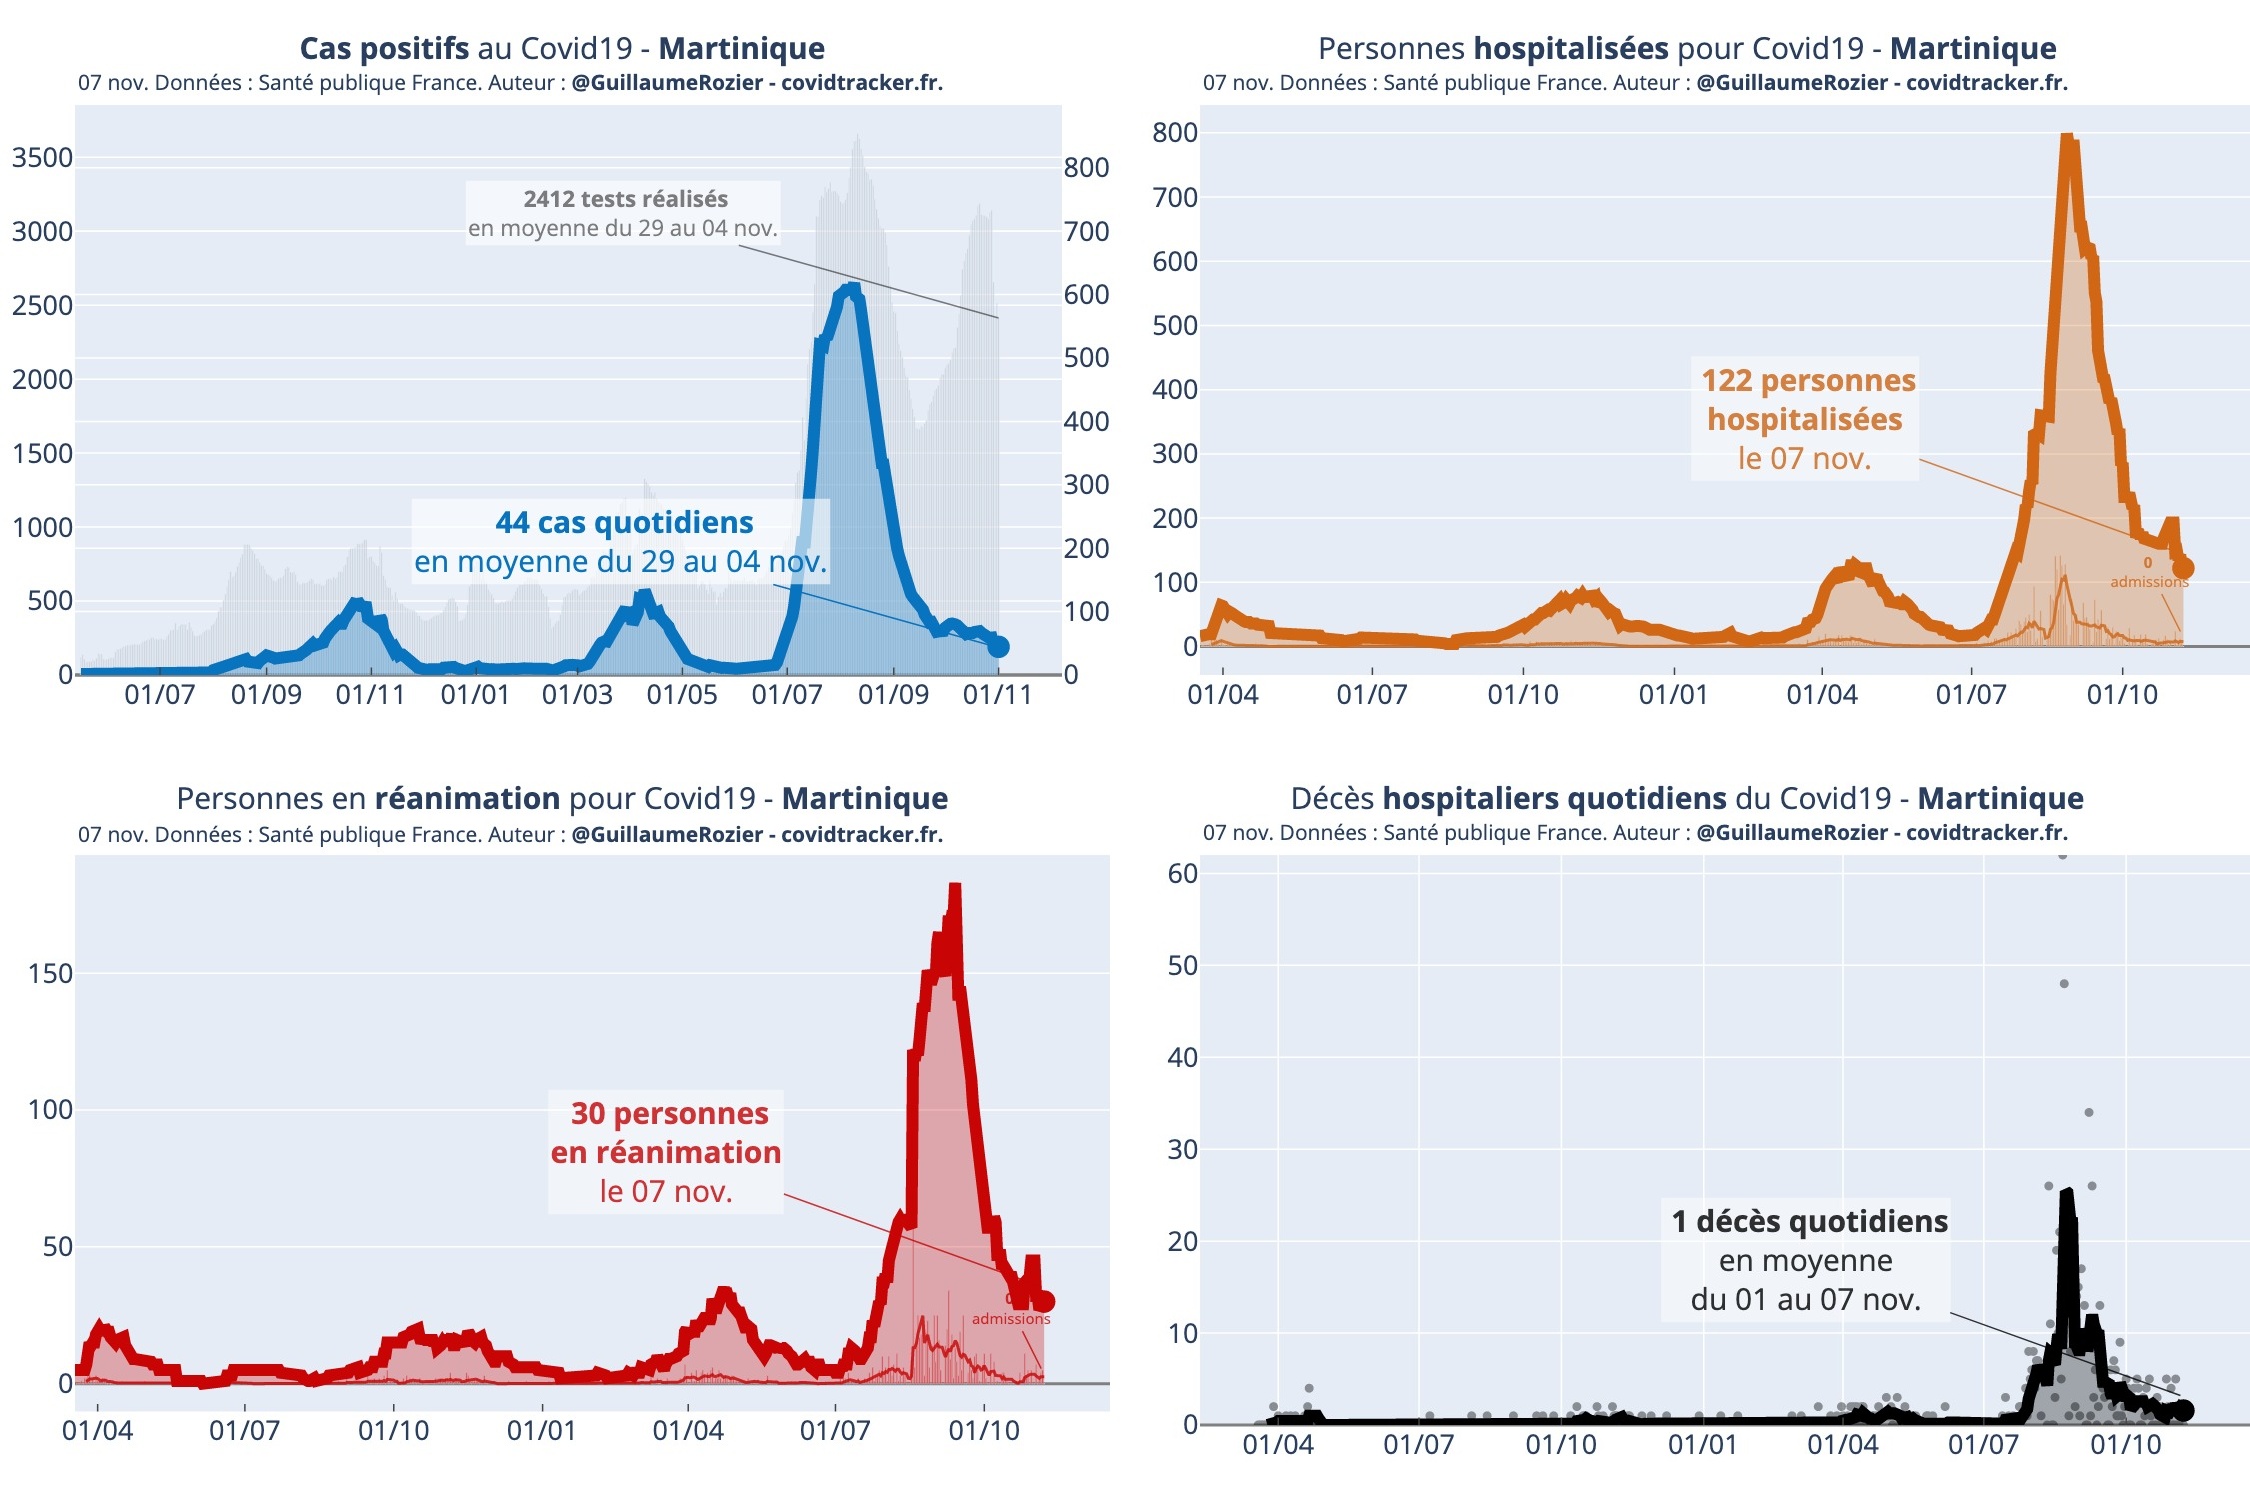 Cas positifs au Covid19 - Martinique
07 nov. Données : Santé publique France. Auteur : @GuillaumeRozier - covidtracker.fr.
3500
3000
2500
2000
1500
1000
500
0
800
700
600
500
400
300
200
100
0
2412 tests réalisés
en moyenne du 29 au 04 nov.
44 cas quotidiens
en moyenne du 29 au 04 nov.
01/07 01/09 01/11 01/01 01/03 01/05 01/07 01/09 01/11
Personnes hospitalisées pour Covid19 - Martinique
07 nov. Données : Santé publique France. Auteur : @GuillaumeRozier - covidtracker.fr.
800
700
600
500
400
300
200
100
0
122 personnes
hospitalisées
le 07 nov.
0
admissions
01/04 01/07 01/10 01/01 01/04 01/07 01/10
Personnes en réanimation pour Covid19 - Martinique
07 nov. Données : Santé publique France. Auteur : @GuillaumeRozier - covidtracker.fr.
150
100
50
0
30 personnes
en réanimation
le 07 nov.
admissions
01/04 01/07 01/10 01/01 01/04 01/07 01/10
Décès hospitaliers quotidiens du Covid19 - Martinique
07 nov. Données : Santé publique France. Auteur : @GuillaumeRozier - covidtracker.fr.
60
50
40
30
20
10
0
1 décès quotidiens
en moyenne
du 01 au 07 nov.
01/04 01/07 01/10 01/01 01/04 01/07 01/10